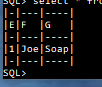 SQL> select * fro
|-|---|----|
|E|F  |G   |
|-|---|----|
|1|Joe|Soap|
|-|---|----|
SQL>